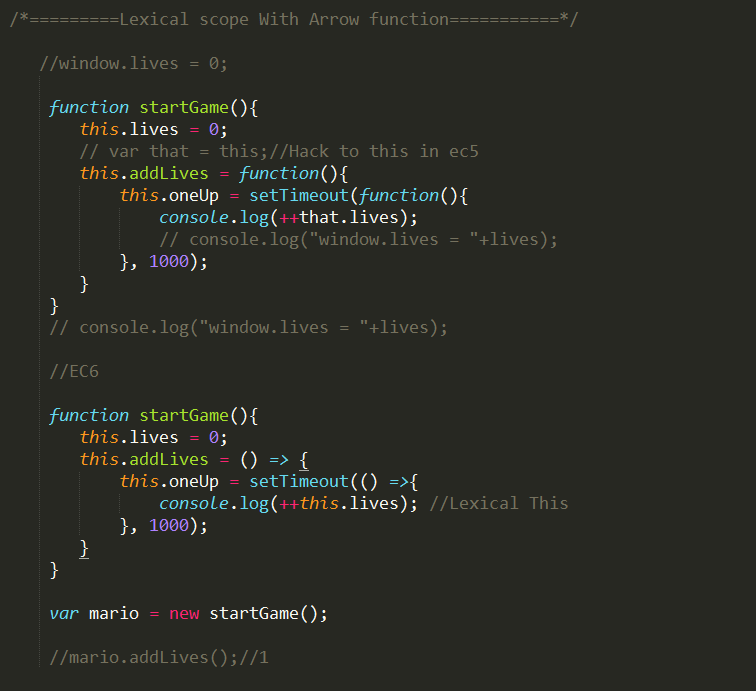 /*=========Lexical scope With Arrow function===========*/
//window.lives = 0;
function startGame(){
this.lives = 0;
// var that = this;//Hack to this in ec5
this.addLives = function(){
this.oneUp = setTimeout(function(){
console.log(++that.lives);
// console.log("window.lives = "+lives);
}, 1000);
}
}
// console.log("window.lives = "+lives);
//EC6
function startGame(){
this.lives = 0;
this.addLives = () => {
this.oneUp = setTimeout(() =>{
console.log(++this.lives); //Lexical This
}, 1000);
}
}
var mario = new startGame();
//mario.addLives();//1